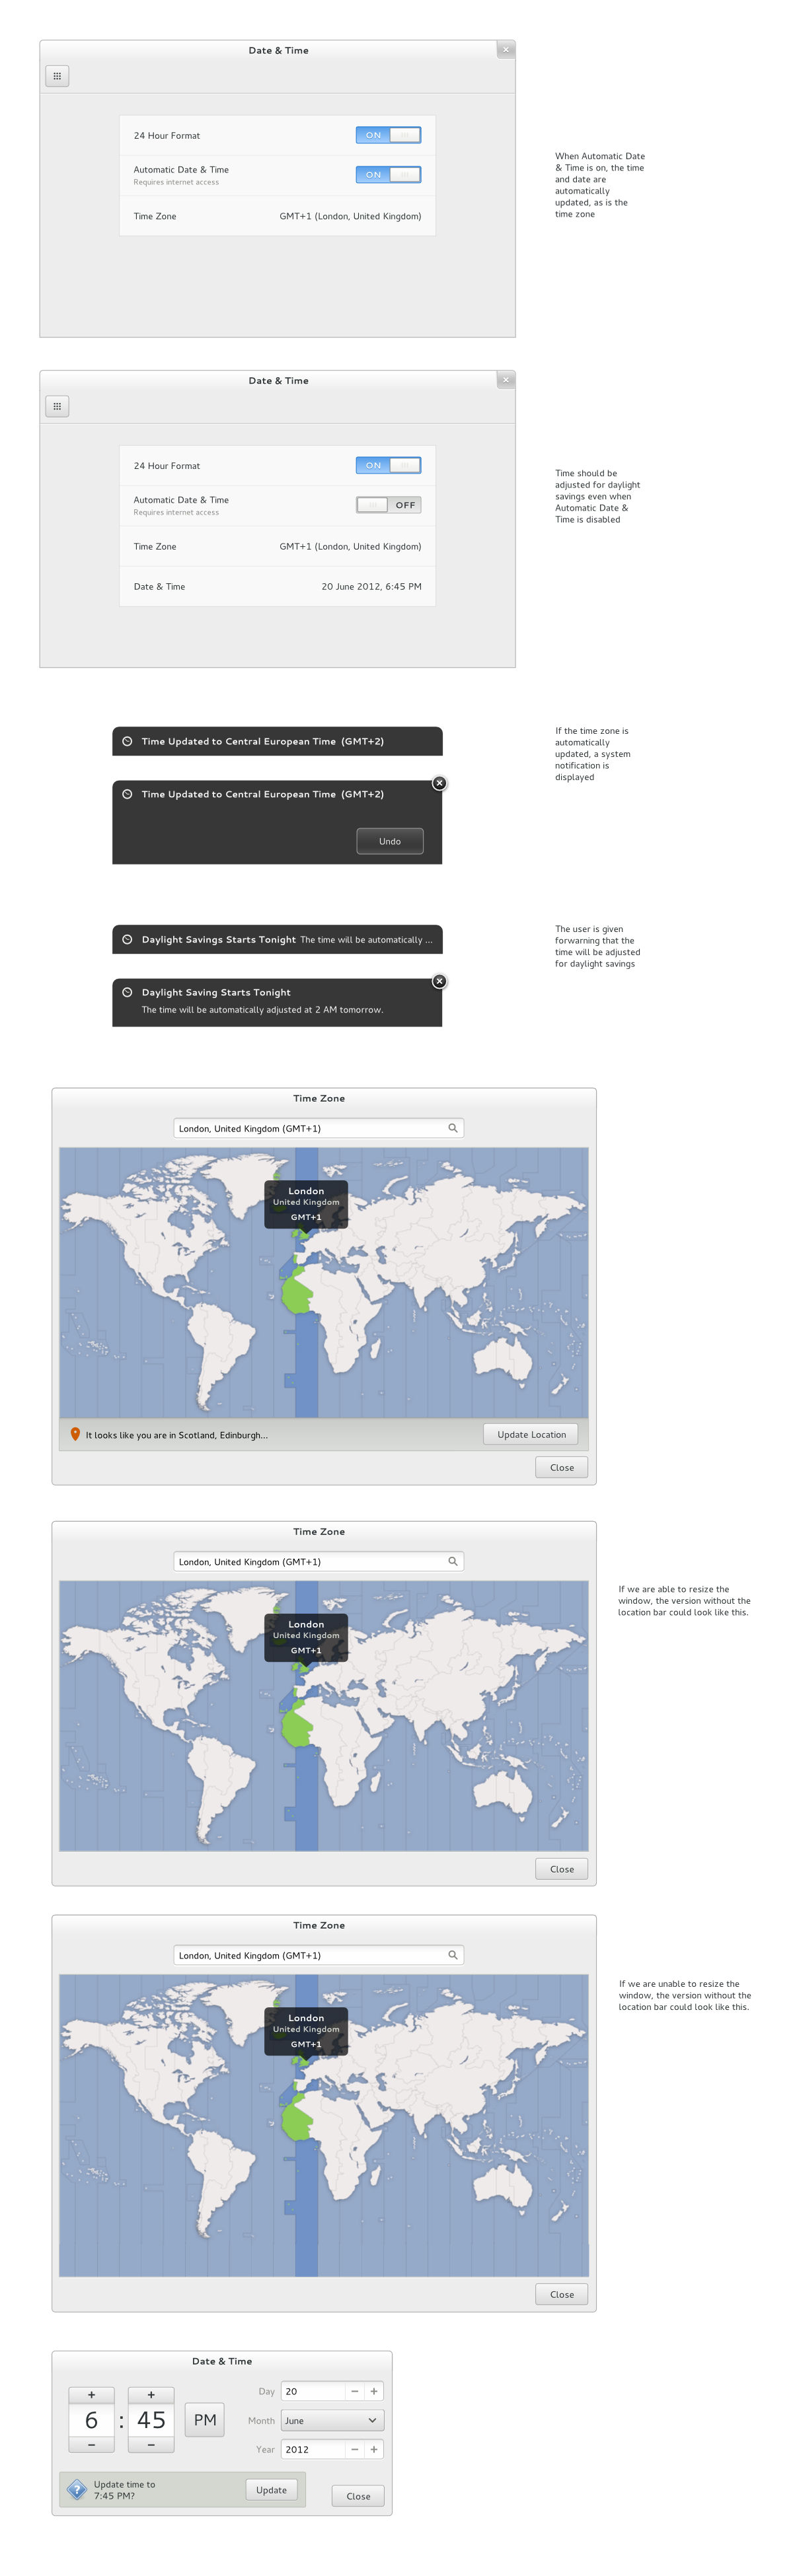 Date & Time
24 Hour Format
ON
Automatic Date & Time
Requires internet access
ON
Time Zone
GMT+1 (London, United Kingdom)
When Automatic Date
& Time is on, the time
and date are
automatically
updated, as is the
time zone
Date & Time
24 Hour Format
ON
Automatic Date & Time
Requires internet access
OFF
Time Zone
GMT+1 (London, United Kingdom)
Date & Time
20 June 2012, 6:45 PM
Time should be
adjusted for daylight
savings even when
Automatic Date &
Time is disabled
Time Updated to Central European Time (GMT+2)
Time Updated to Central European Time (GMT+2)
Undo
If the time zone is
automatically
updated, a system
notification is
displayed
Daylight Savings Starts Tonight The time will be automatically ...
Daylight Saving Starts Tonight
The time will be automatically adjusted at 2 AM tomorrow.
The user is given
forwarning that the
time will be adjusted
for daylight savings
Time Zone
London, United Kingdom (GMT+1)
London
United Kingdom
GMT+1
It looks like you are in Scotland, Edinburgh...
Update Location
Close
Time Zone
London, United Kingdom (GMT+1)
London
United Kingdom
GMT+1
Close
If we are able to resize the
window, the version without the
location bar could look like this.
Time Zone
London, United Kingdom (GMT+1)
London
United Kingdom
GMT+1
Close
If we are unable to resize the
window, the version without the
location bar could look like this.
Date & Time
+ +
6 : 45 PM
− −
Day 20 − +
Month June
Year 2012 − +
? Update time to
7:45 PM?
Update
Close